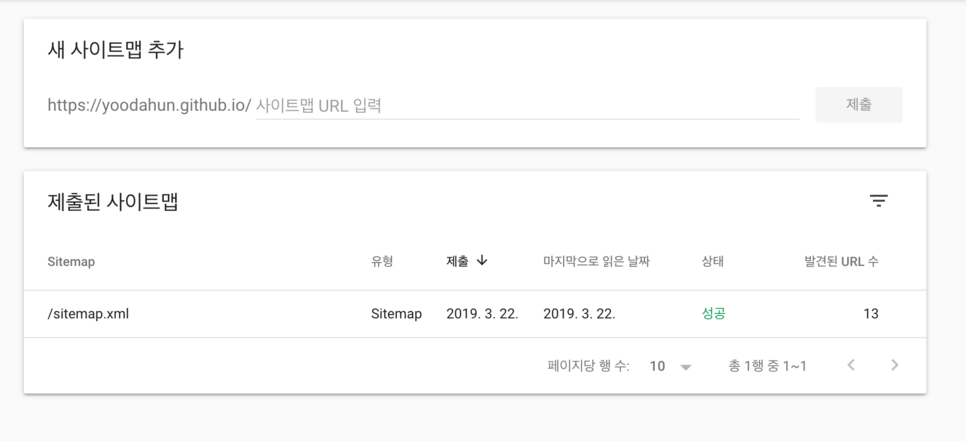 새 사이트맵 추가
https://yoodahun.github.io/ 사이트맵 URL 입력 제출
제출된 사이트맵
Sitemap 유형 제출 ↓ 마지막으로 읽은 날짜 상태 발견된 URL 수
/sitemap.xml Sitemap 2019. 3. 22. 2019. 3. 22. 성공 13
페이지당 행 수: 10 총 1행 중 1~1